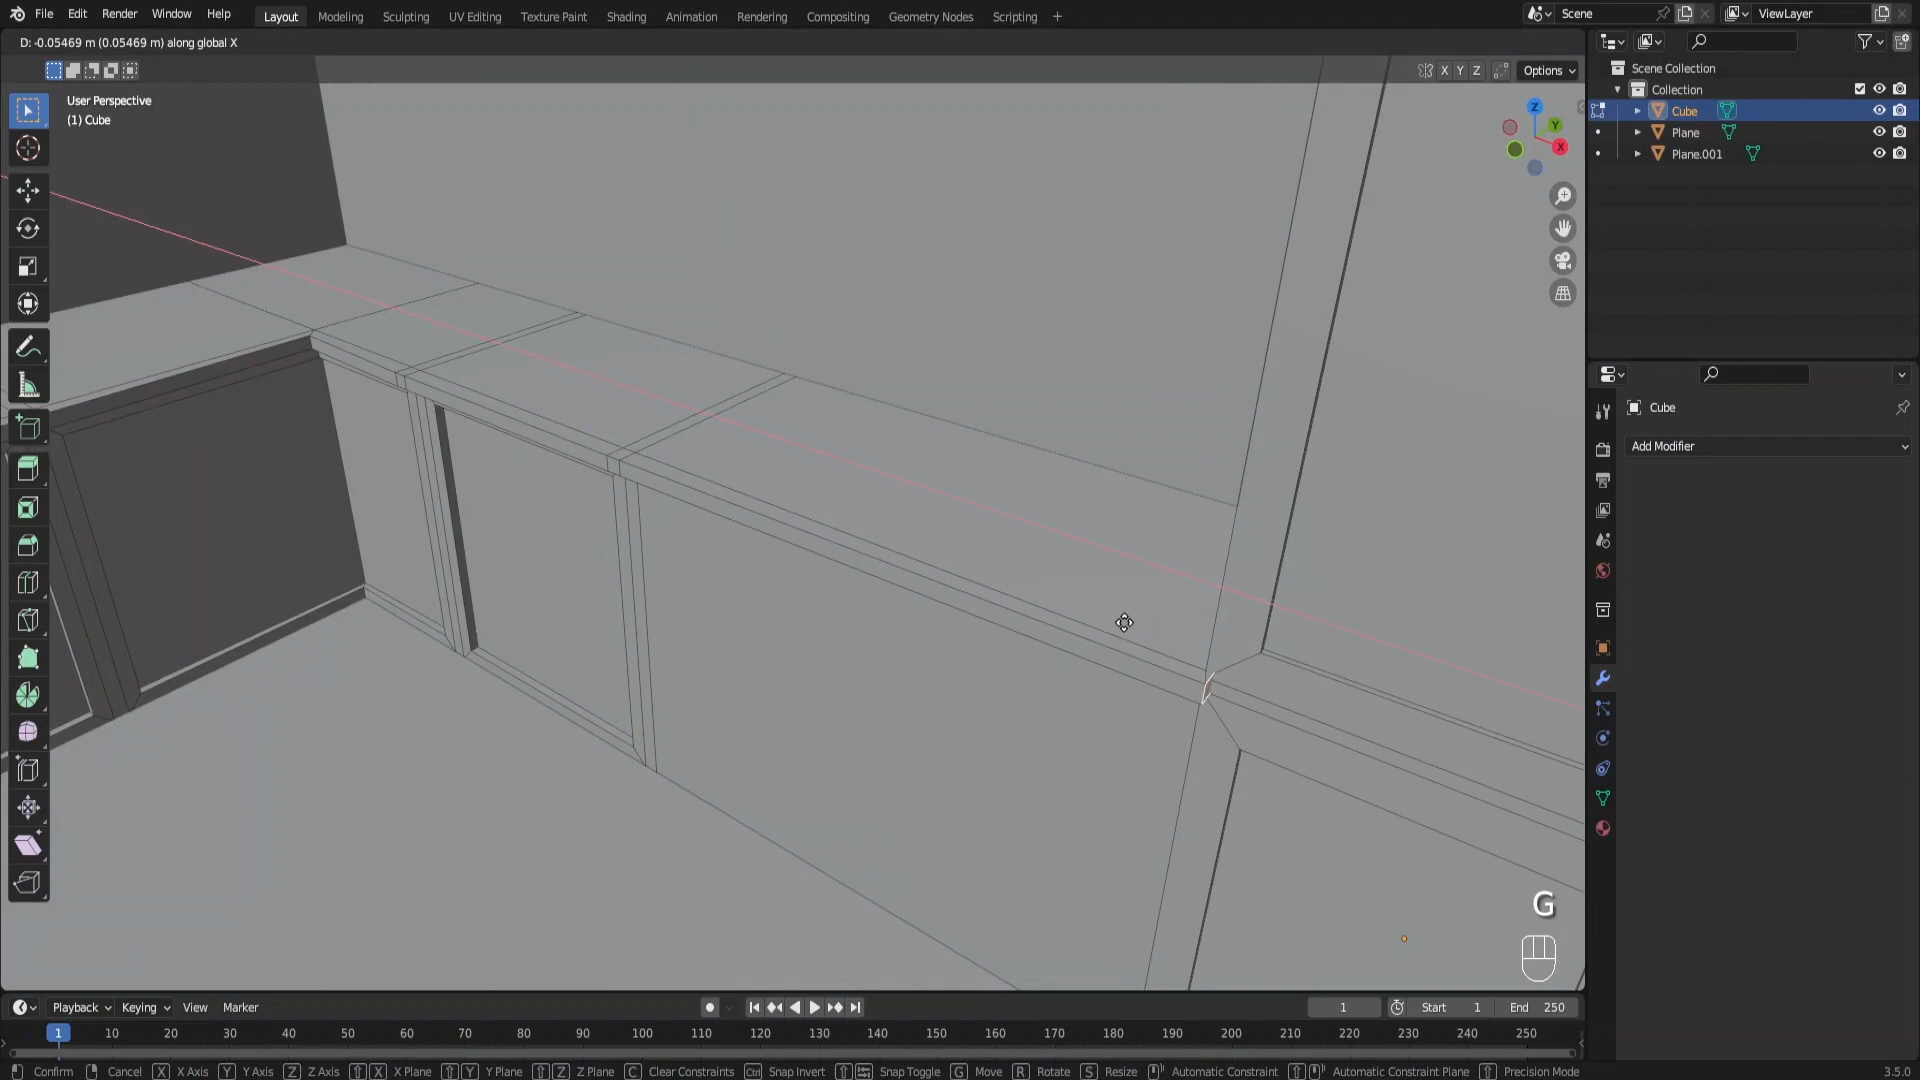 File Edit Render Window Help
Layout Modeling Sculpting UV Editing Texture Paint Shading Animation Rendering Compositing Geometry Nodes Scripting +
Scene
ViewLayer
D: -0.05469 m (0.05469 m) along global X
X Y Z
Options
User Perspective
(1) Cube
Z
Y
X
Scene Collection
Collection
Cube
Plane
Plane.001
Cube
Add Modifier
G
Playback Keying View Marker
1
Start 1
End 250
1 10 20 30 40 50 60 70 80 90 100 110 120 130 140 150 160 170 180 190 200 210 220 230 240 250
Confirm Cancel X X Axis Y Y Axis Z Z Axis X X Plane Y Y Plane Z Z Plane C Clear Constraints Ctrl Snap Invert Snap Toggle G Move R Rotate S Resize Automatic Constraint Automatic Constraint Plane Precision Mode
3.5.0